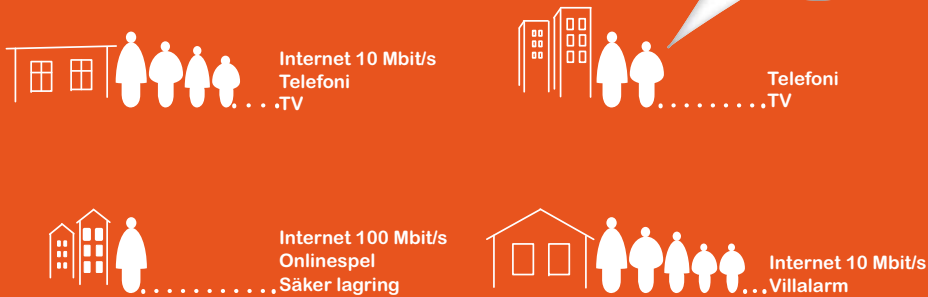 Internet 10 Mbit/s
Telefoni
TV
Telefoni
TV
Internet 100 Mbit/s
Onlinespel
Säker lagring
Internet 10 Mbit/s
Villalarm